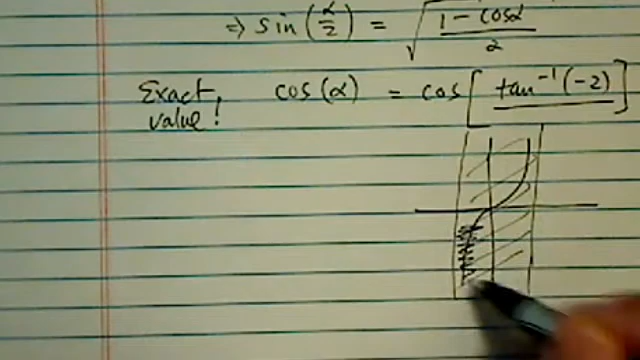 ⇒ sin(α/2) = √((1 - cosα)/2)
Exact value! cos(α) = cos[tan⁻¹(-2)]